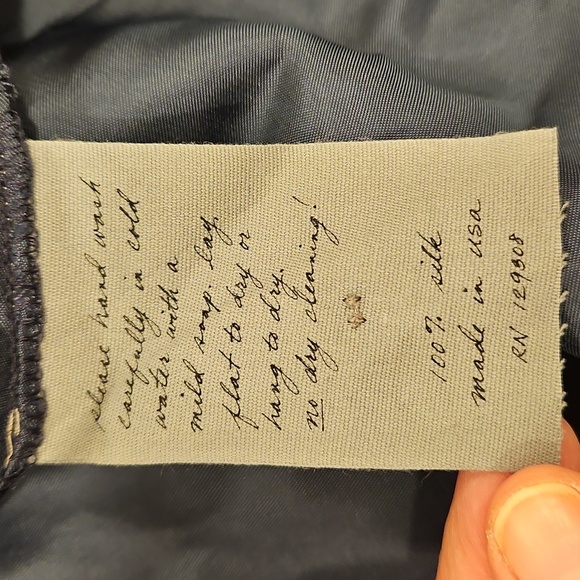 please hand wash
carefully in cold
water with a
mild soap. lay
flat to dry or
hang to dry.
no dry cleaning!
100% silk
made in usa
RN 129308